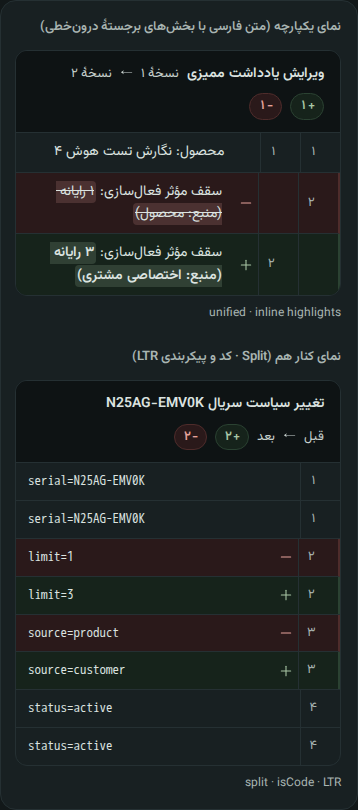 نمای یکپارچه (متن فارسی با بخش‌های برجستهٔ درون‌خطی)
ویرایش یادداشت ممیزی نسخهٔ ۱ ← نسخهٔ ۲
+۱ −۱
۱ ۱ محصول: نگارش تست هوش ۴
۲ − سقف مؤثر فعال‌سازی: ۱ رایانه
(منبع: محصول)
۲ + سقف مؤثر فعال‌سازی: ۳ رایانه
(منبع: اختصاصی مشتری)
unified · inline highlights
نمای کنار هم (Split · کد و پیکربندی LTR)
تغییر سیاست سریال N25AG-EMV0K
قبل ← بعد +۲ −۲
۱ serial=N25AG-EMV0K
۱ serial=N25AG-EMV0K
۲ − limit=1
۲ + limit=3
۳ − source=product
۳ + source=customer
۴ status=active
۴ status=active
split · isCode · LTR